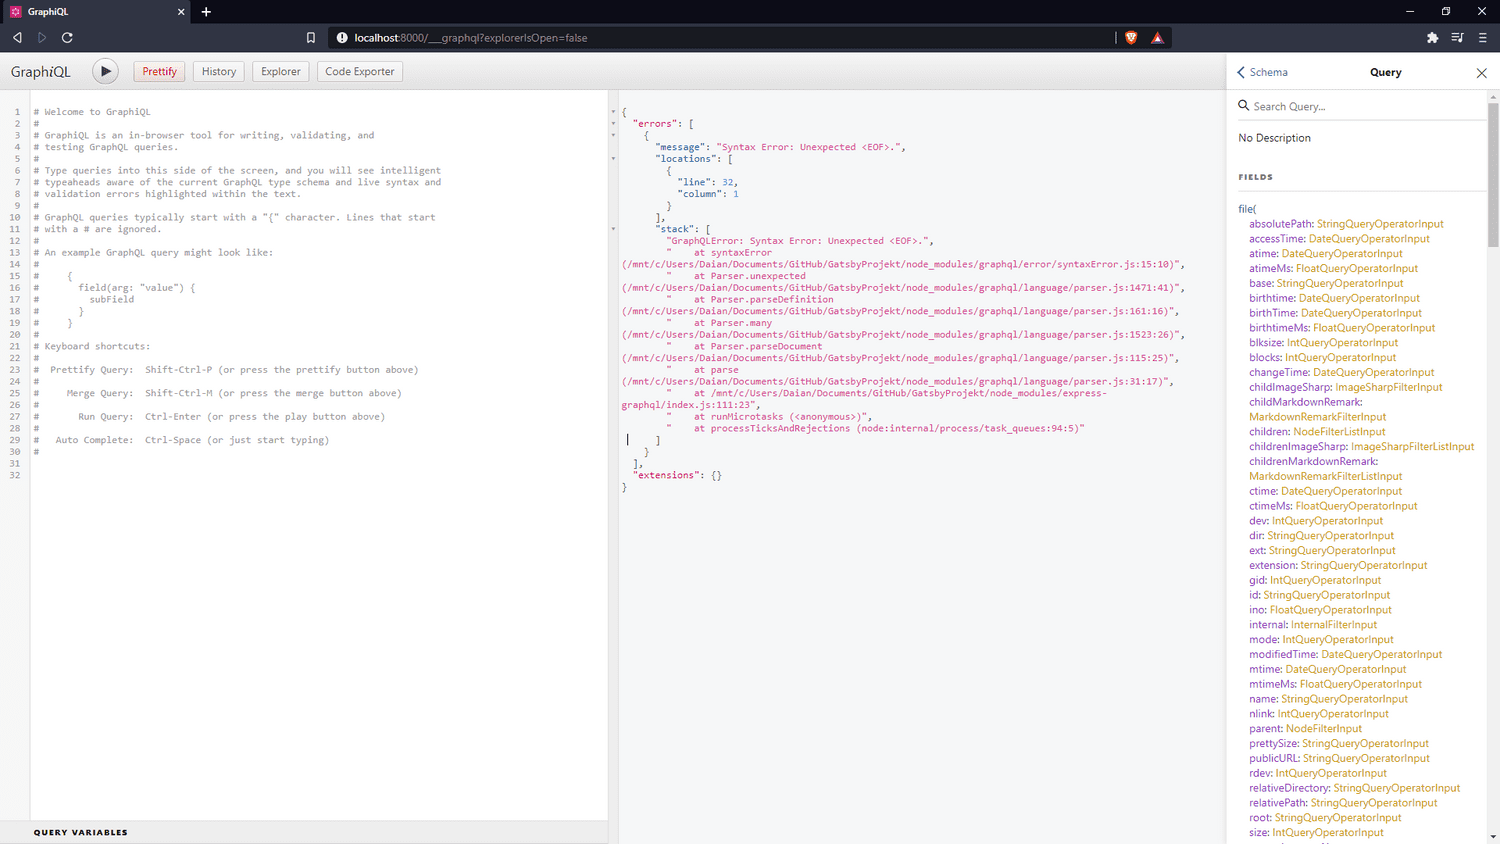 GraphiQL
localhost:8000/___graphql?explorerIsOpen=false
GraphiQL
Prettify
History
Explorer
Code Exporter
1 # Welcome to GraphiQL
2 #
3 # GraphiQL is an in-browser tool for writing, validating, and
4 # testing GraphQL queries.
5 #
6 # Type queries into this side of the screen, and you will see intelligent
7 # typeaheads aware of the current GraphQL type schema and live syntax and
8 # validation errors highlighted within the text.
9 #
10 # GraphQL queries typically start with a "{" character. Lines that start
11 # with a # are ignored.
12 #
13 # An example GraphQL query might look like:
14 #
15 #     {
16 #       field(arg: "value") {
17 #         subField
18 #       }
19 #     }
20 #
21 # Keyboard shortcuts:
22 #
23 #  Prettify Query:  Shift-Ctrl-P (or press the prettify button above)
24 #
25 #     Merge Query:  Shift-Ctrl-M (or press the merge button above)
26 #
27 #       Run Query:  Ctrl-Enter (or press the play button above)
28 #
29 #   Auto Complete:  Ctrl-Space (or just start typing)
30 #
31
32
QUERY VARIABLES
{
"errors": [
{
"message": "Syntax Error: Unexpected <EOF>.",
"locations": [
{
"line": 32,
"column": 1
}
],
"stack": [
"GraphQLError: Syntax Error: Unexpected <EOF>.",
"    at syntaxError
(/mnt/c/Users/Daian/Documents/GitHub/GatsbyProjekt/node_modules/graphql/error/syntaxError.js:15:10)",
"    at Parser.unexpected
(/mnt/c/Users/Daian/Documents/GitHub/GatsbyProjekt/node_modules/graphql/language/parser.js:1471:41)",
"    at Parser.parseDefinition
(/mnt/c/Users/Daian/Documents/GitHub/GatsbyProjekt/node_modules/graphql/language/parser.js:161:16)",
"    at Parser.many
(/mnt/c/Users/Daian/Documents/GitHub/GatsbyProjekt/node_modules/graphql/language/parser.js:1523:26)",
"    at Parser.parseDocument
(/mnt/c/Users/Daian/Documents/GitHub/GatsbyProjekt/node_modules/graphql/language/parser.js:115:25)",
"    at parse
(/mnt/c/Users/Daian/Documents/GitHub/GatsbyProjekt/node_modules/graphql/language/parser.js:31:17)",
"    at /mnt/c/Users/Daian/Documents/GitHub/GatsbyProjekt/node_modules/express-
graphql/index.js:111:23",
"    at runMicrotasks (<anonymous>)",
"    at processTicksAndRejections (node:internal/process/task_queues:94:5)"
]
}
],
"extensions": {}
}
Schema
Query
Search Query...
No Description
FIELDS
file(
absolutePath: StringQueryOperatorInput
accessTime: DateQueryOperatorInput
atime: DateQueryOperatorInput
atimeMs: FloatQueryOperatorInput
base: StringQueryOperatorInput
birthtime: DateQueryOperatorInput
birthTime: DateQueryOperatorInput
birthtimeMs: FloatQueryOperatorInput
blksize: IntQueryOperatorInput
blocks: IntQueryOperatorInput
changeTime: DateQueryOperatorInput
childImageSharp: ImageSharpFilterInput
childMarkdownRemark:
MarkdownRemarkFilterInput
children: NodeFilterListInput
childrenImageSharp: ImageSharpFilterListInput
childrenMarkdownRemark:
MarkdownRemarkFilterListInput
ctime: DateQueryOperatorInput
ctimeMs: FloatQueryOperatorInput
dev: IntQueryOperatorInput
dir: StringQueryOperatorInput
ext: StringQueryOperatorInput
extension: StringQueryOperatorInput
gid: IntQueryOperatorInput
id: StringQueryOperatorInput
ino: FloatQueryOperatorInput
internal: InternalFilterInput
mode: IntQueryOperatorInput
modifiedTime: DateQueryOperatorInput
mtime: DateQueryOperatorInput
mtimeMs: FloatQueryOperatorInput
name: StringQueryOperatorInput
nlink: IntQueryOperatorInput
parent: NodeFilterInput
prettySize: StringQueryOperatorInput
publicURL: StringQueryOperatorInput
rdev: IntQueryOperatorInput
relativeDirectory: StringQueryOperatorInput
relativePath: StringQueryOperatorInput
root: StringQueryOperatorInput
size: IntQueryOperatorInput